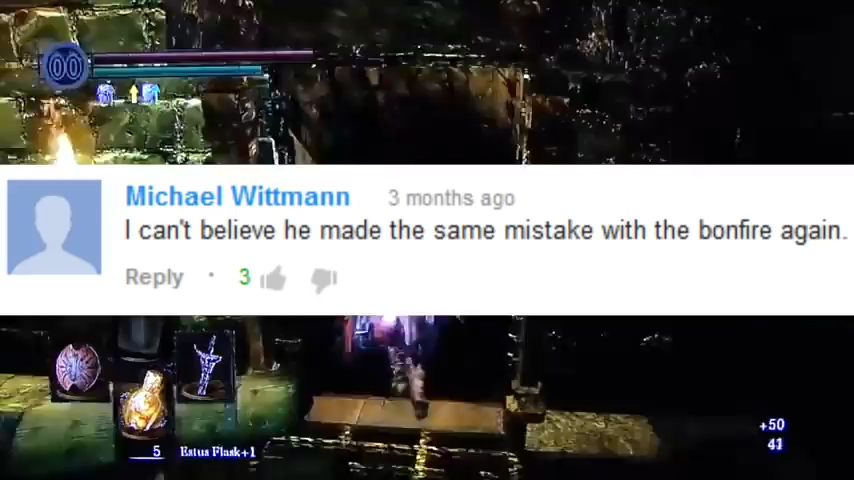 00
Michael Wittmann 3 months ago
I can't believe he made the same mistake with the bonfire again.
Reply · 3
5 Estus Flask+1
+50
41